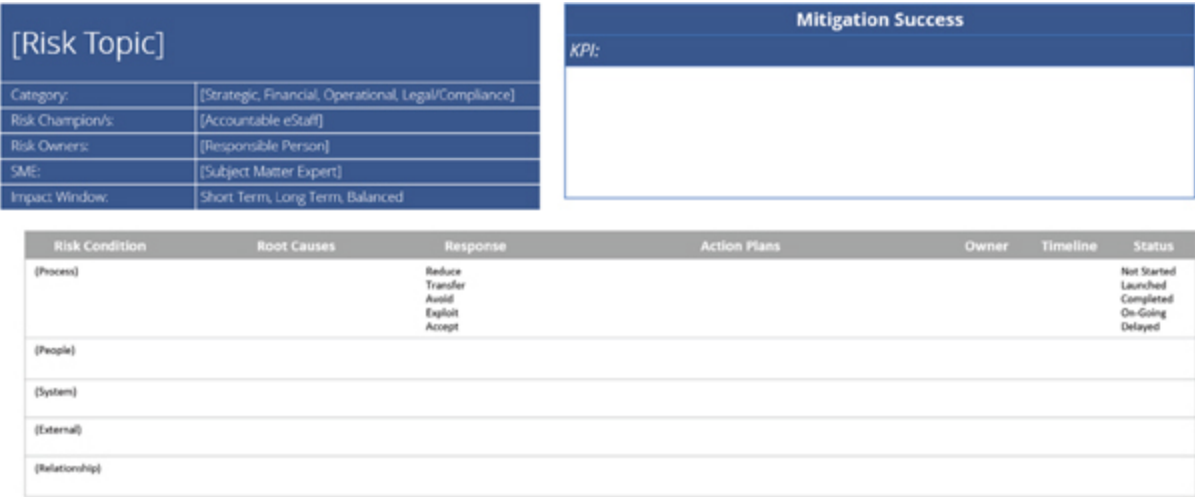 [Risk Topic]
Category: [Strategic, Financial, Operational, Legal/Compliance]
Risk Champion/s: [Accountable eStaff]
Risk Owners: [Responsible Person]
SME: [Subject Matter Expert]
Impact Window: Short Term, Long Term, Balanced
Mitigation Success
KPI:
Risk Condition Root Causes Response Action Plans Owner Timeline Status
(Process) Reduce Not Started
Transfer Launched
Avoid Completed
Exploit On-Going
Accept Delayed
(People)
(System)
(External)
(Relationship)